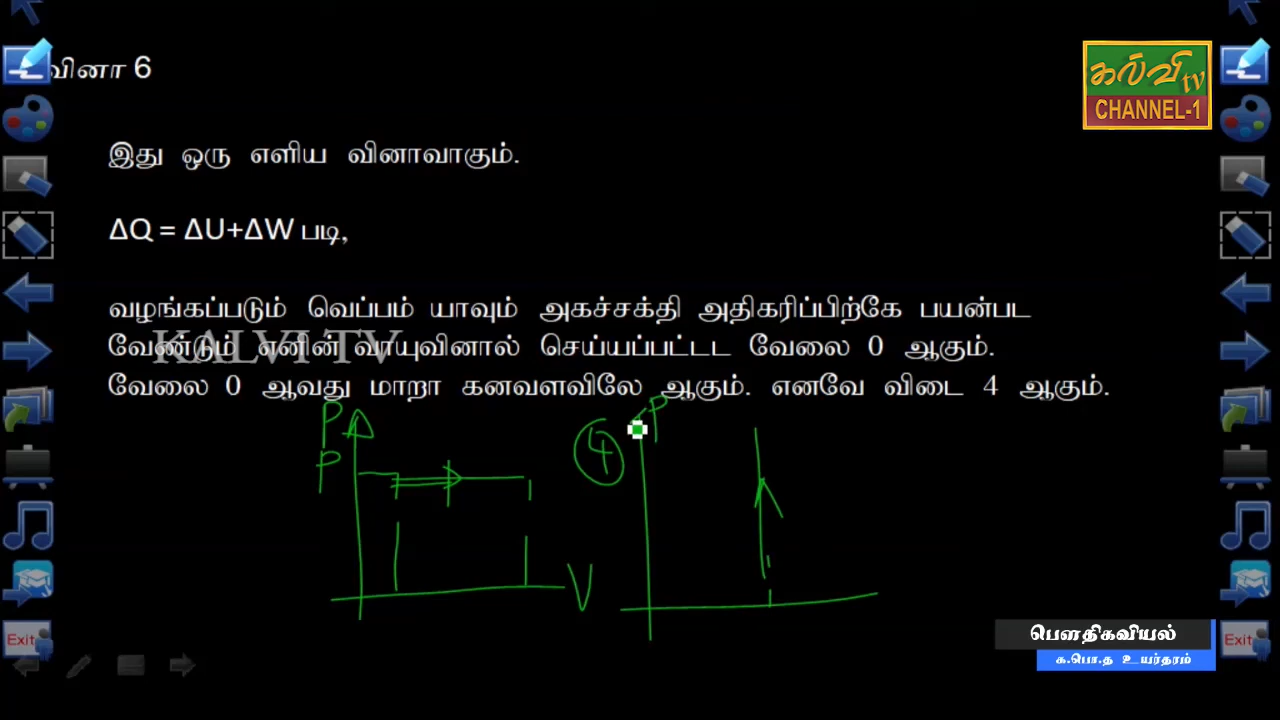 வினா 6
கல்வி tv
CHANNEL-1
இது ஒரு எளிய வினாவாகும்.
ΔQ = ΔU+ΔW படி,
வழங்கப்படும் வெப்பம் யாவும் அகச்சக்தி அதிகரிப்பிற்கே பயன்பட
வேண்டும் எனின் வாயுவினால் செய்யப்பட்டட வேலை 0 ஆகும்.
KALVI TV
வேலை 0 ஆவது மாறா கனவளவிலே ஆகும். எனவே விடை 4 ஆகும்.
P
P
V
4
P
பௌதிகவியல்
க.பொ.த உயர்தரம்
Exit
Exit